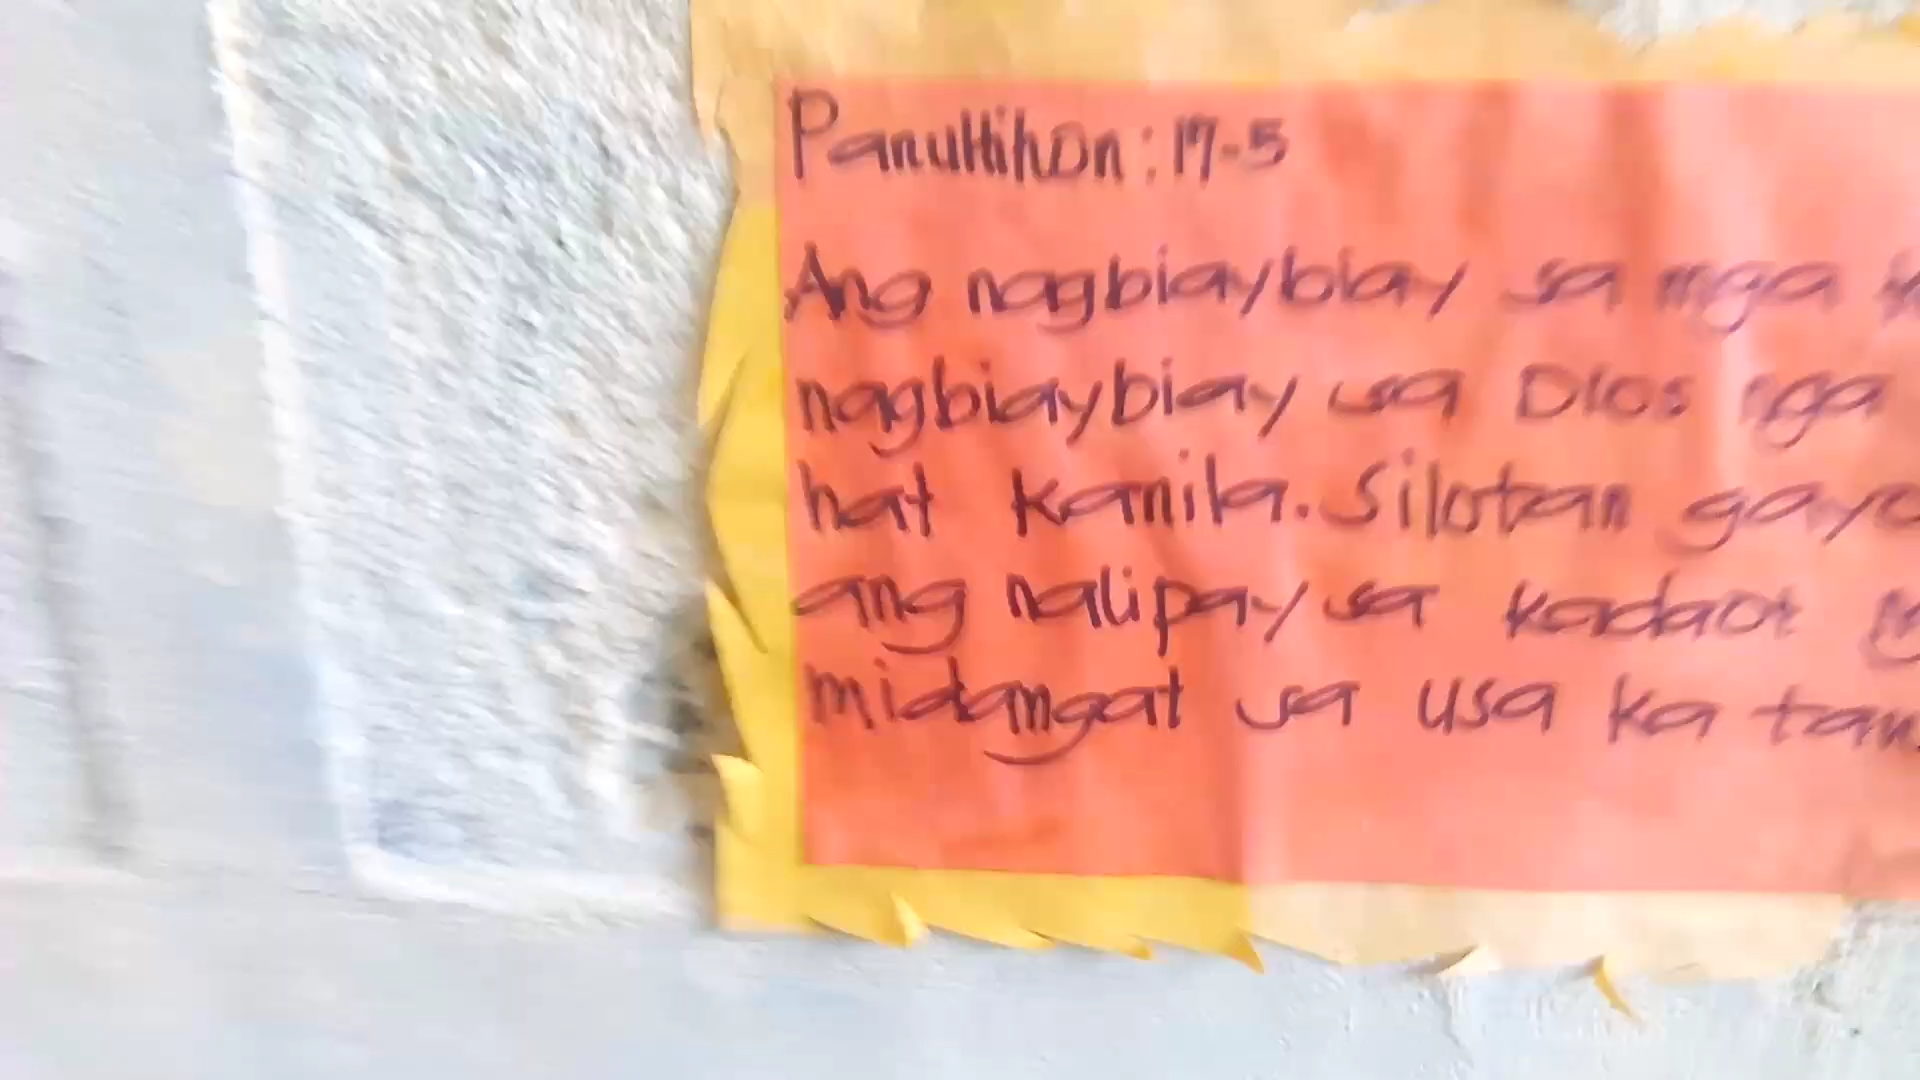 Panultihon: 17-5
Ang nagbiaybiay sa mga
nagbiaybiay sa Dios nga
hat kanila. Silotan gayo
ang nalipay sa kadaot
midangat sa usa ka taw